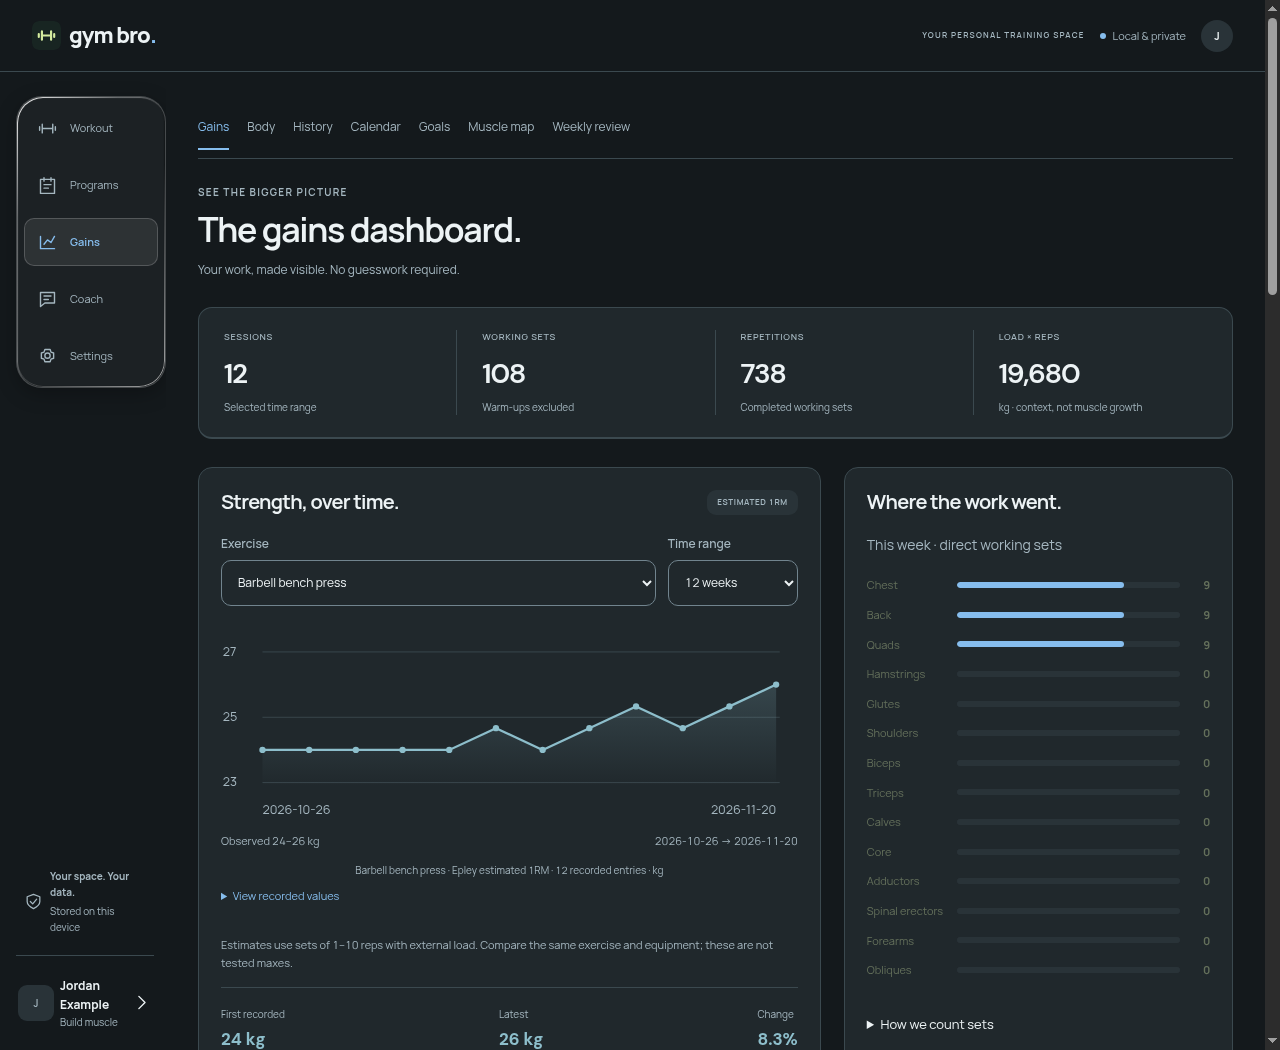 gym bro.
YOUR PERSONAL TRAINING SPACE
Local & private
J
Workout
Programs
Gains
Coach
Settings
Your space. Your
data.
Stored on this
device
J
Jordan
Example
Build muscle
Gains Body History Calendar Goals Muscle map Weekly review
SEE THE BIGGER PICTURE
The gains dashboard.
Your work, made visible. No guesswork required.
SESSIONS
12
Selected time range
WORKING SETS
108
Warm-ups excluded
REPETITIONS
738
Completed working sets
LOAD × REPS
19,680
kg · context, not muscle growth
Strength, over time.
ESTIMATED 1RM
Exercise
Barbell bench press
Time range
12 weeks
27
25
23
2026-10-26
2026-11-20
Observed 24–26 kg
2026-10-26 → 2026-11-20
Barbell bench press · Epley estimated 1RM · 12 recorded entries · kg
View recorded values
Estimates use sets of 1–10 reps with external load. Compare the same exercise and equipment; these are not
tested maxes.
First recorded
24 kg
Latest
26 kg
Change
8.3%
Where the work went.
This week · direct working sets
Chest 9
Back 9
Quads 9
Hamstrings 0
Glutes 0
Shoulders 0
Biceps 0
Triceps 0
Calves 0
Core 0
Adductors 0
Spinal erectors 0
Forearms 0
Obliques 0
How we count sets